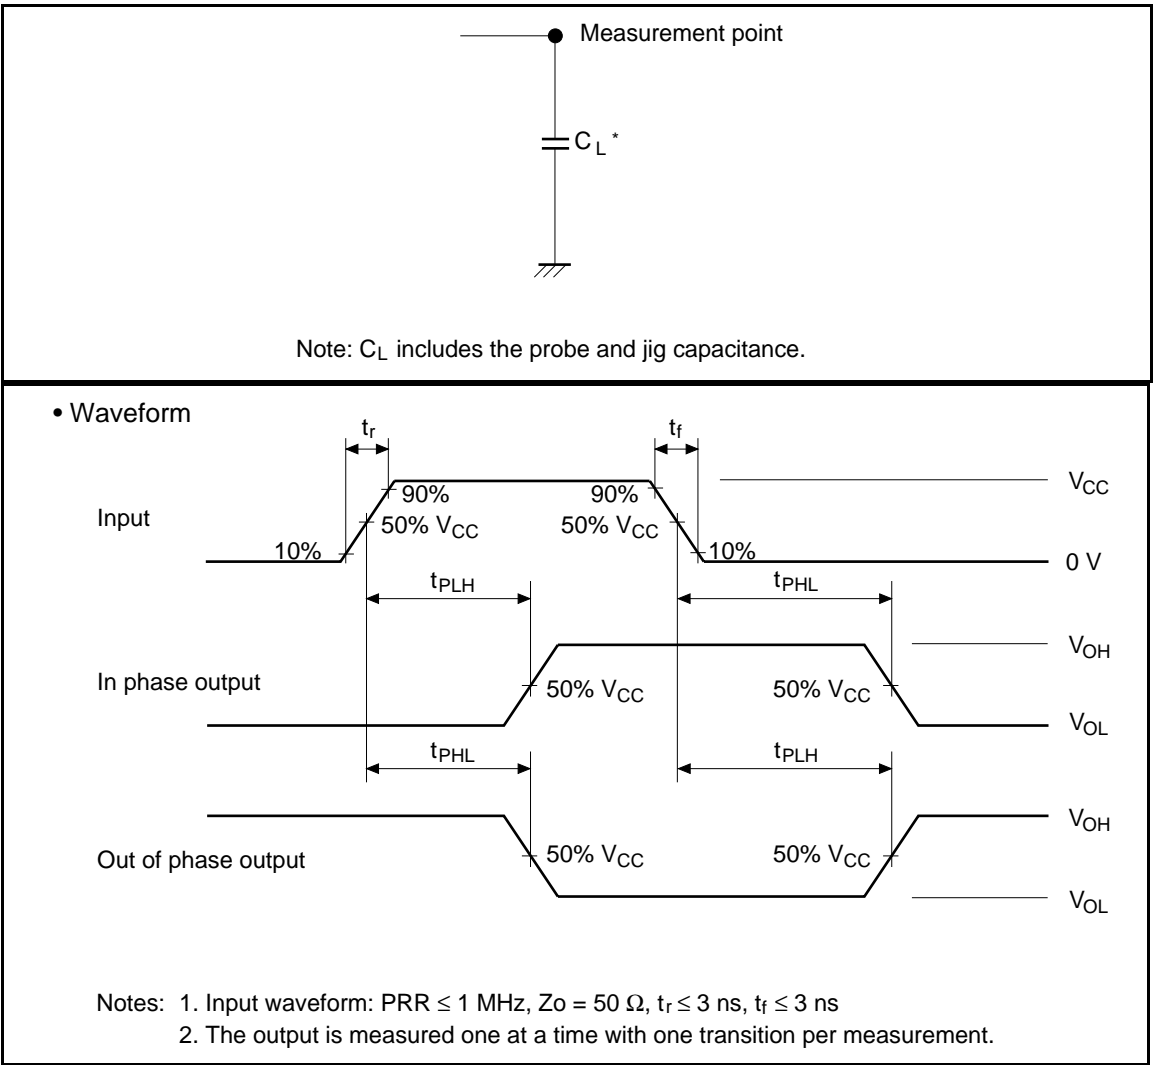 Measurement point
C L *
Note: CL includes the probe and jig capacitance.
• Waveform
tr
tf
VCC
90%
90%
Input
50% VCC
50% VCC
10%
10%
0 V
tPLH
tPHL
VOH
In phase output
50% VCC
50% VCC
VOL
tPHL
tPLH
VOH
Out of phase output
50% VCC
50% VCC
VOL
Notes: 1. Input waveform: PRR ≤ 1 MHz, Zo = 50 Ω, tr ≤ 3 ns, tf ≤ 3 ns
2. The output is measured one at a time with one transition per measurement.